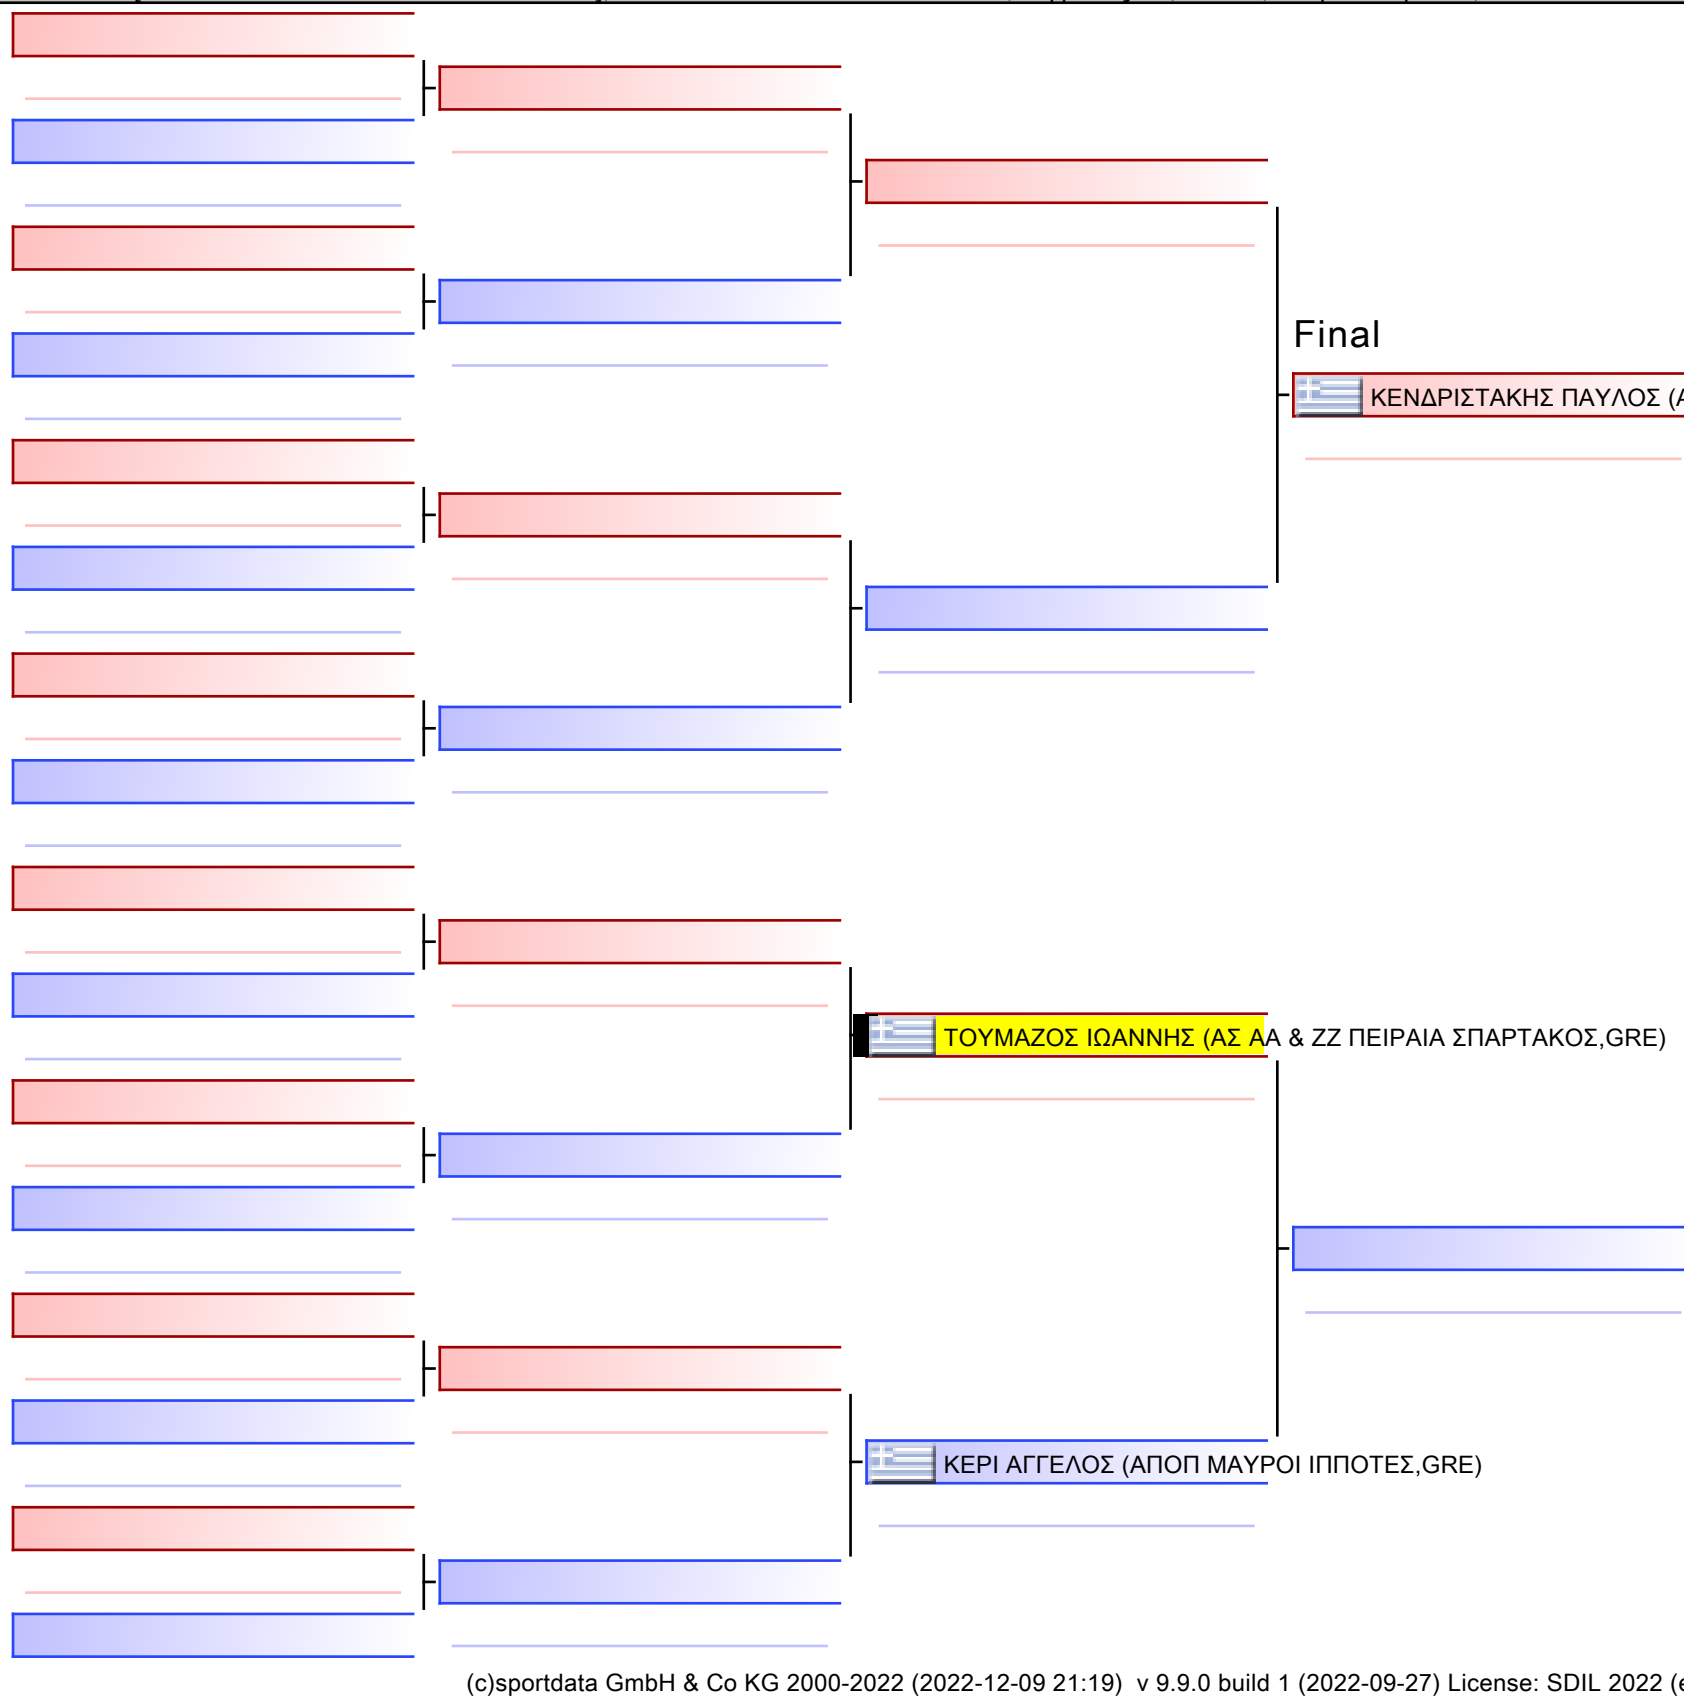 Final
ΚΕΝΔΡΙΣΤΑΚΗΣ ΠΑΥΛΟΣ (Α
ΤΟΥΜΑΖΟΣ ΙΩΑΝΝΗΣ (ΑΣ ΑΑ & ΖΖ ΠΕΙΡΑΙΑ ΣΠΑΡΤΑΚΟΣ,GRE)
ΚΕΡΙ ΑΓΓΕΛΟΣ (ΑΠΟΠ ΜΑΥΡΟΙ ΙΠΠΟΤΕΣ,GRE)
(c)sportdata GmbH & Co KG 2000-2022 (2022-12-09 21:19) v 9.9.0 build 1 (2022-09-27) License: SDIL 2022 (e